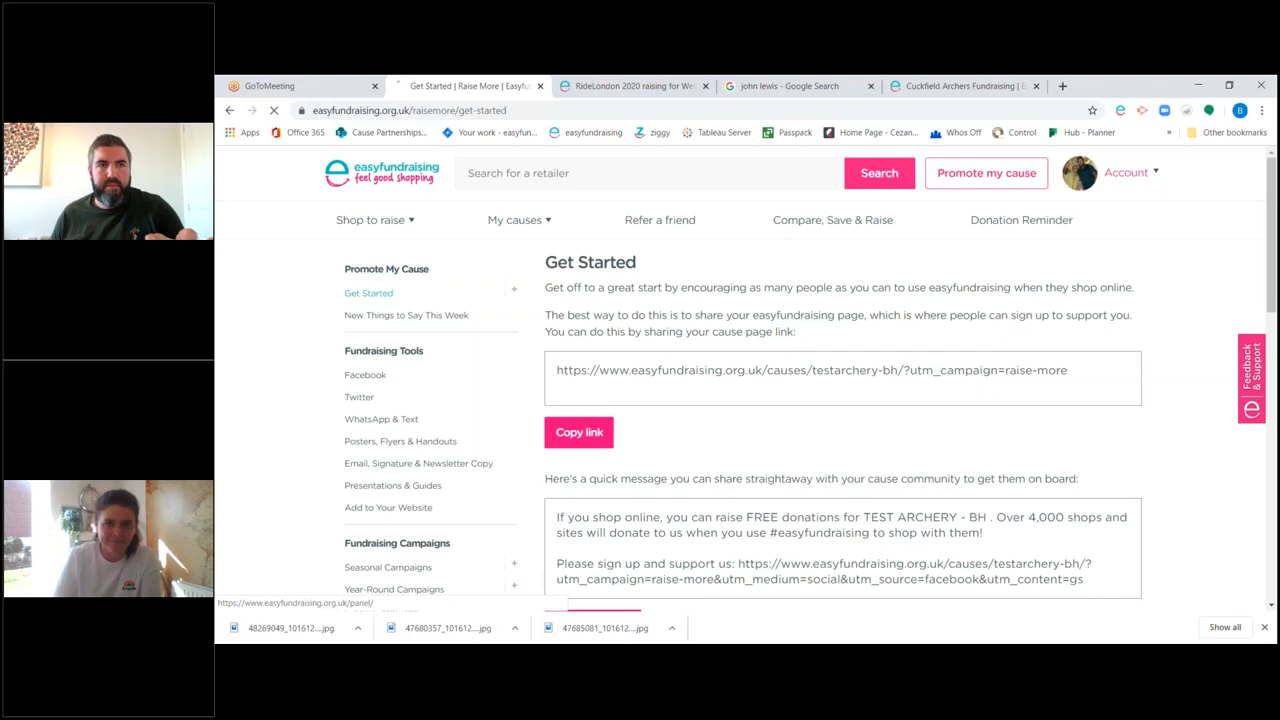 GoToMeeting
Get Started | Raise More | Easyfu
RideLondon 2020 raising for Wel
john lewis - Google Search
Cuckfield Archers Fundraising | E
easyfundraising.org.uk/raisemore/get-started
B
Apps
Office 365
Cause Partnerships...
Your work - easyfun...
easyfundraising
ziggy
Tableau Server
Passpack
Home Page - Cezan...
Whos Off
Control
Hub - Planner
»
Other bookmarks
easyfundraising
feel good shopping
Search for a retailer
Search
Promote my cause
Account
Shop to raise
My causes
Refer a friend
Compare, Save & Raise
Donation Reminder
Promote My Cause
Get Started
New Things to Say This Week
Fundraising Tools
Facebook
Twitter
WhatsApp & Text
Posters, Flyers & Handouts
Email, Signature & Newsletter Copy
Presentations & Guides
Add to Your Website
Fundraising Campaigns
Seasonal Campaigns
Year-Round Campaigns
Get Started
Get off to a great start by encouraging as many people as you can to use easyfundraising when they shop online.
The best way to do this is to share your easyfundraising page, which is where people can sign up to support you.
You can do this by sharing your cause page link:
https://www.easyfundraising.org.uk/causes/testarchery-bh/?utm_campaign=raise-more
Copy link
Here's a quick message you can share straightaway with your cause community to get them on board:
If you shop online, you can raise FREE donations for TEST ARCHERY - BH . Over 4,000 shops and
sites will donate to us when you use #easyfundraising to shop with them!
Please sign up and support us: https://www.easyfundraising.org.uk/causes/testarchery-bh/?
utm_campaign=raise-more&utm_medium=social&utm_source=facebook&utm_content=gs
Feedback
& Support
https://www.easyfundraising.org.uk/panel/
48269049_101612....jpg
47680357_101612....jpg
47685081_101612....jpg
Show all